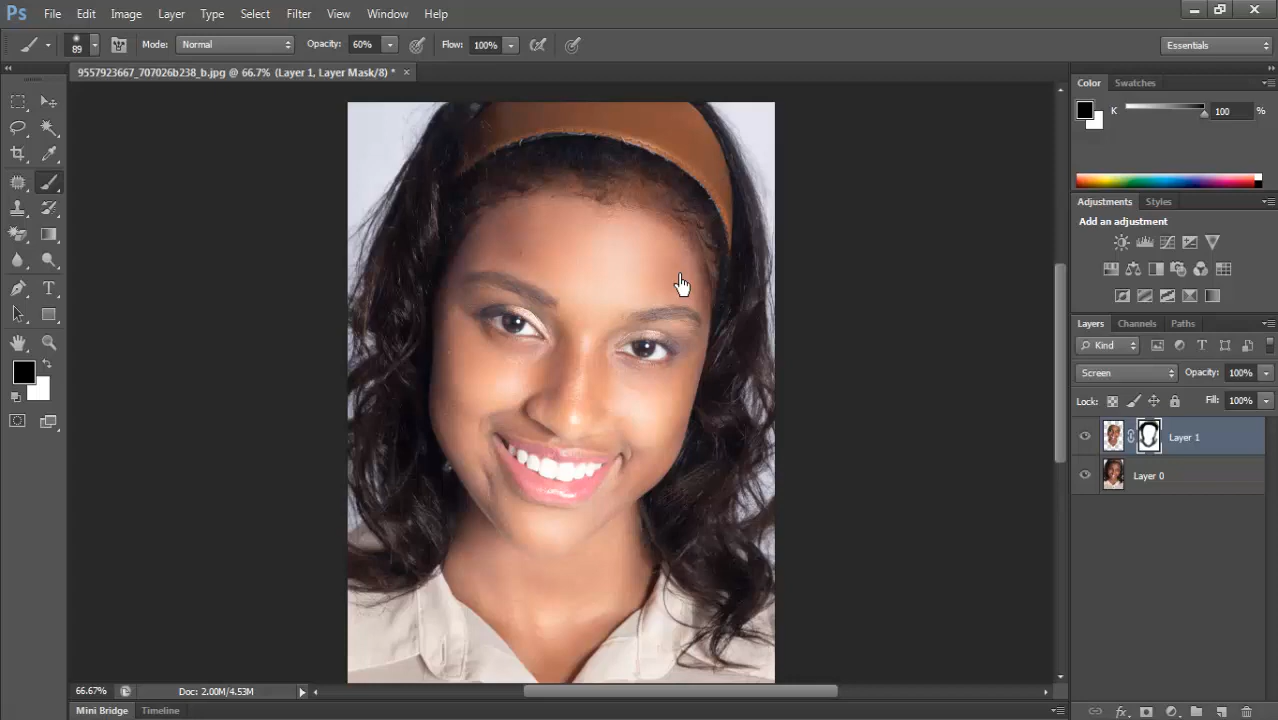 Ps File Edit Image Layer Type Select Filter View Window Help
89 Mode: Normal Opacity: 60% Flow: 100% Essentials
9557923667_707026b238_b.jpg @ 66.7% (Layer 1, Layer Mask/8) * ×
Color Swatches
K 100 %
Adjustments Styles
Add an adjustment
Layers Channels Paths
Kind
Screen Opacity: 100%
Lock: Fill: 100%
Layer 1
Layer 0
66.67% Doc: 2.00M/4.53M
Mini Bridge Timeline